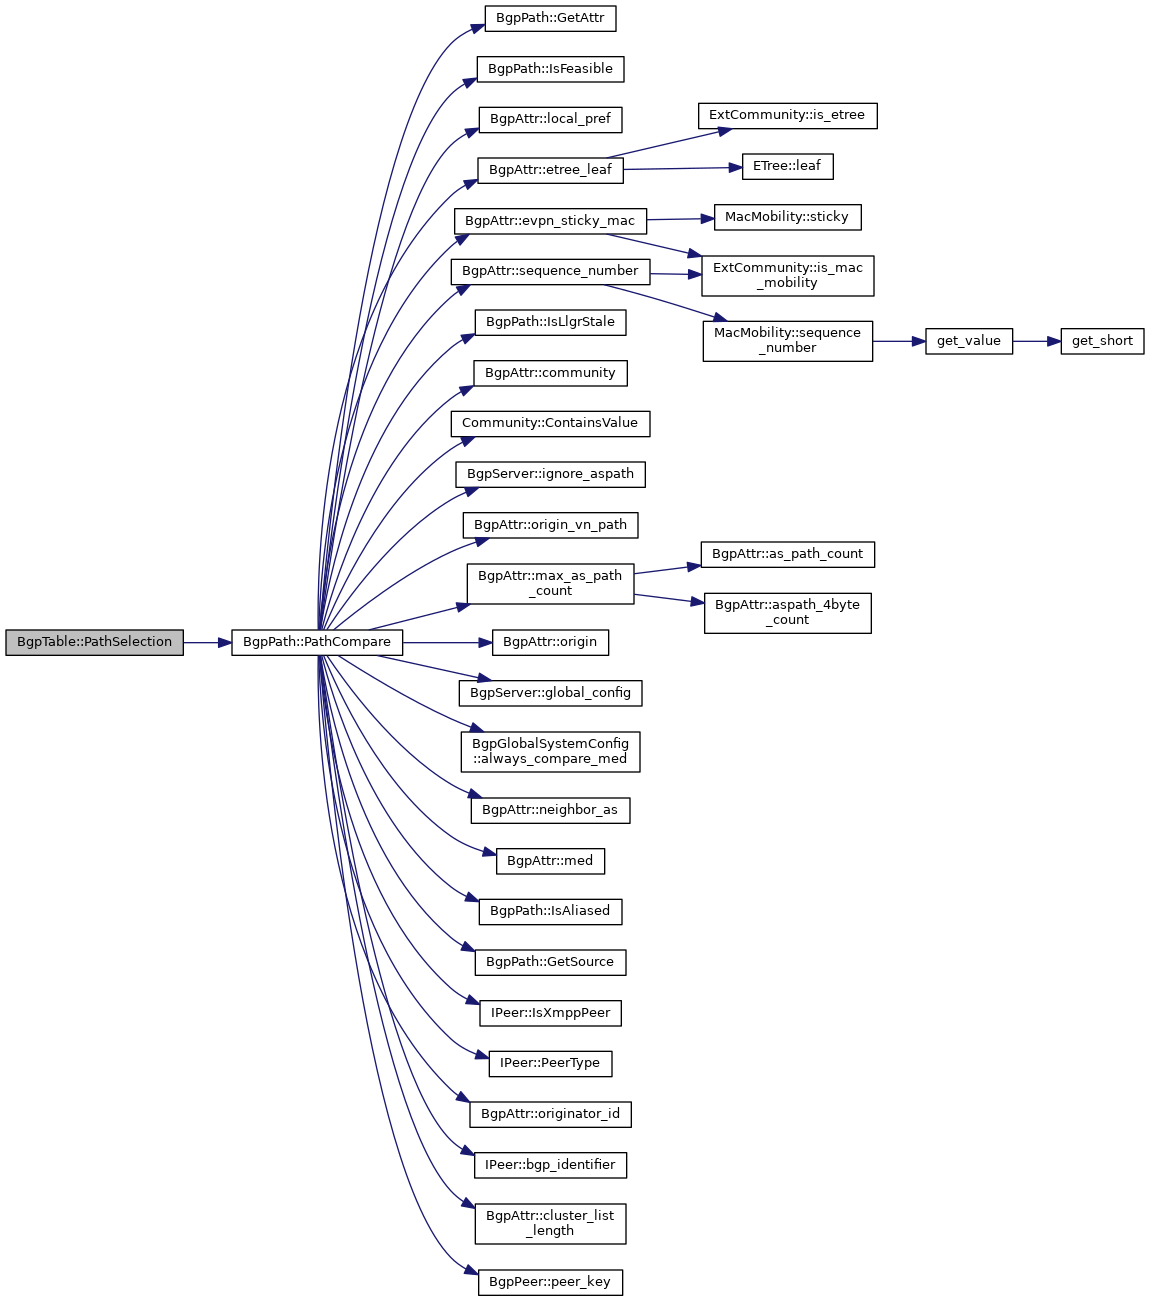 BgpPath::GetAttr
BgpPath::IsFeasible
BgpAttr::local_pref
ExtCommunity::is_etree
BgpAttr::etree_leaf
ETree::leaf
BgpAttr::evpn_sticky_mac
MacMobility::sticky
BgpAttr::sequence_number
ExtCommunity::is_mac
_mobility
BgpPath::IsLlgrStale
MacMobility::sequence
_number
get_value
get_short
BgpAttr::community
Community::ContainsValue
BgpServer::ignore_aspath
BgpAttr::origin_vn_path
BgpAttr::max_as_path
_count
BgpAttr::as_path_count
BgpAttr::aspath_4byte
_count
BgpTable::PathSelection
BgpPath::PathCompare
BgpAttr::origin
BgpServer::global_config
BgpGlobalSystemConfig
::always_compare_med
BgpAttr::neighbor_as
BgpAttr::med
BgpPath::IsAliased
BgpPath::GetSource
IPeer::IsXmppPeer
IPeer::PeerType
BgpAttr::originator_id
IPeer::bgp_identifier
BgpAttr::cluster_list
_length
BgpPeer::peer_key